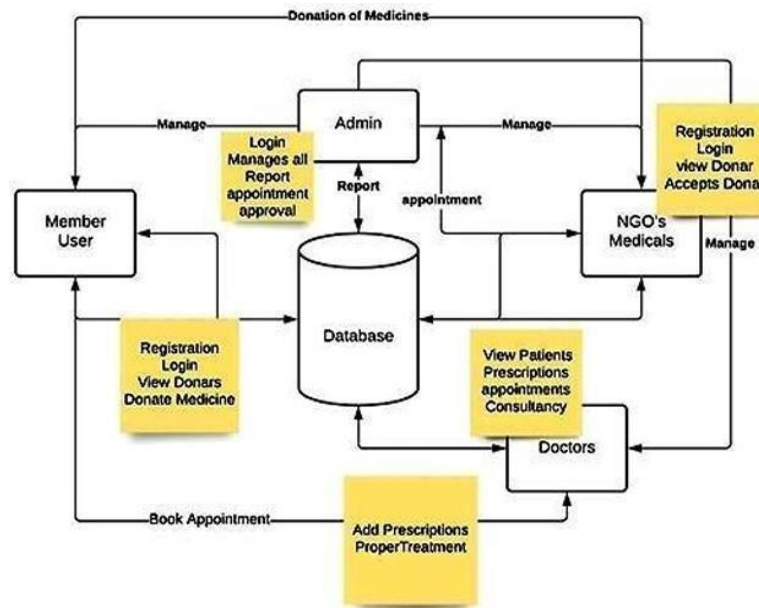 Donation of Medicines
Manage
Admin
Manage
Login
Manages all
Report
appointment
approval
Report
appointment
Registration
Login
view Donar
Accepts Dona
Member
User
NGO's
Medicals
Manage
Database
Registration
Login
View Donars
Donate Medicine
View Patients
Prescriptions
appointments
Consultancy
Doctors
Book Appointment
Add Prescriptions
ProperTreatment